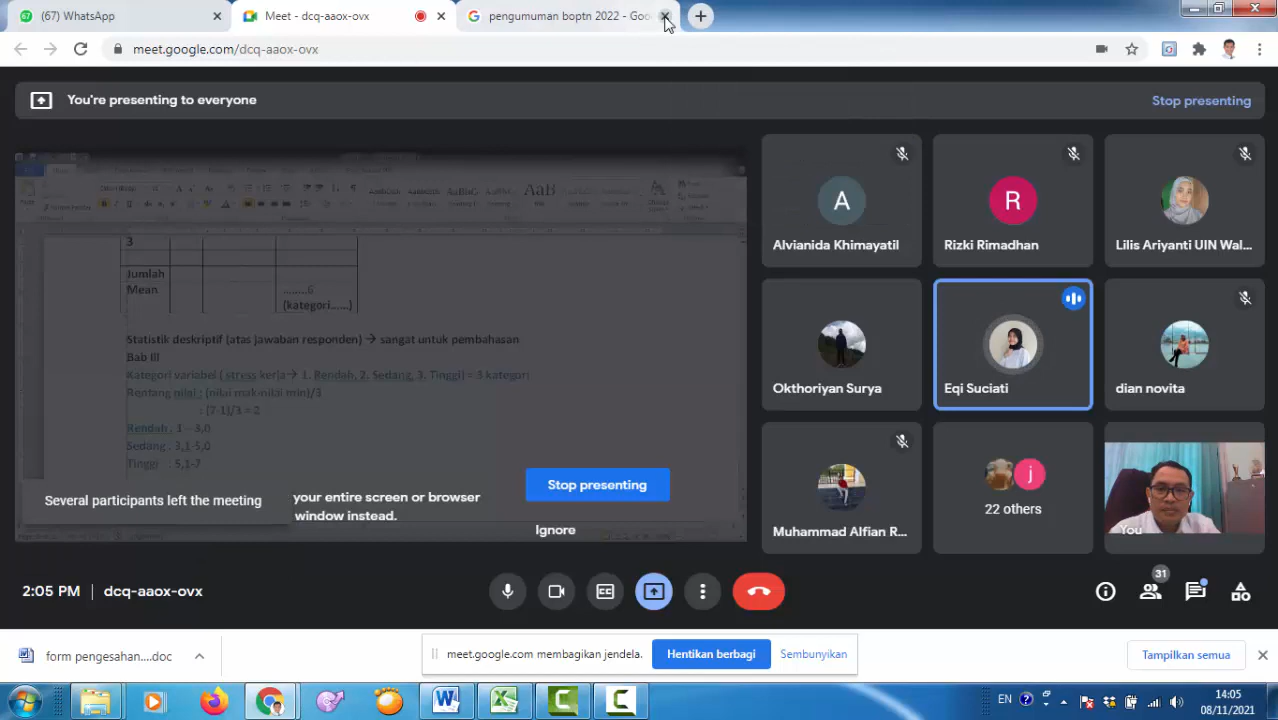 (67) WhatsApp
Meet - dcq-aaox-ovx
pengumuman boptn 2022 - Goo
meet.google.com/dcq-aaox-ovx
You're presenting to everyone
Stop presenting
3
Jumlah
Mean
........6
(kategori.....)
Statistik deskriptif (atas jawaban responden) → sangat untuk pembahasan
Bab III
Kategori variabel ( stress kerja→ 1. Rendah, 2. Sedang, 3. Tinggi) = 3 kategori
Rentang nilai : (nilai mak-nilai min)/3
: (7-1)/3 = 2
Rendah : 1 – 3,0
Sedang : 3,1-5,0
Tinggi : 5,1-7
Several participants left the meeting
your entire screen or browser
window instead.
Stop presenting
Ignore
A
Alvianida Khimayatil
R
Rizki Rimadhan
Lilis Ariyanti UIN Wal...
Okthoriyan Surya
Eqi Suciati
dian novita
Muhammad Alfian R...
j
22 others
You
2:05 PM
dcq-aaox-ovx
CC
31
form pengesahan....doc
meet.google.com membagikan jendela.
Hentikan berbagi
Sembunyikan
Tampilkan semua
EN
14:05
08/11/2021